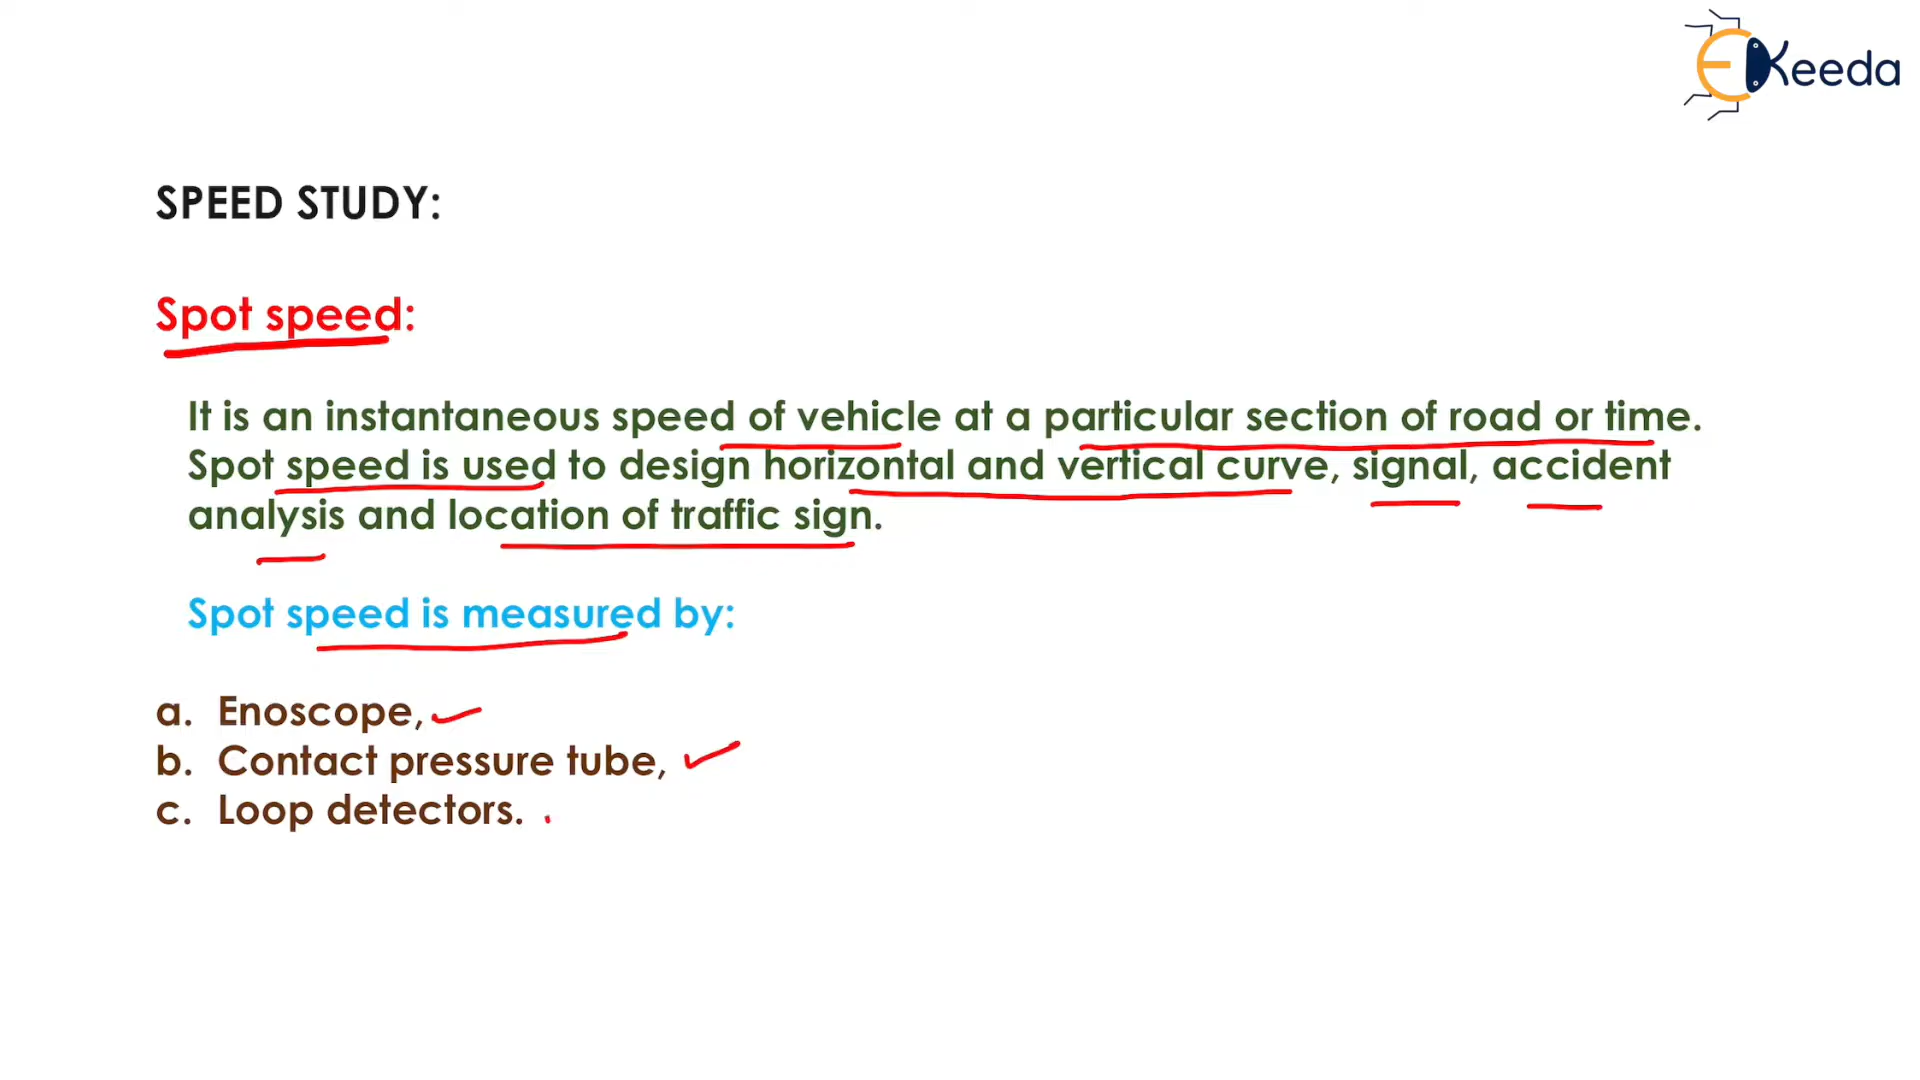 EKeeda
SPEED STUDY:
Spot speed:
It is an instantaneous speed of vehicle at a particular section of road or time.
Spot speed is used to design horizontal and vertical curve, signal, accident
analysis and location of traffic sign.
Spot speed is measured by:
a. Enoscope,
b. Contact pressure tube,
c. Loop detectors.